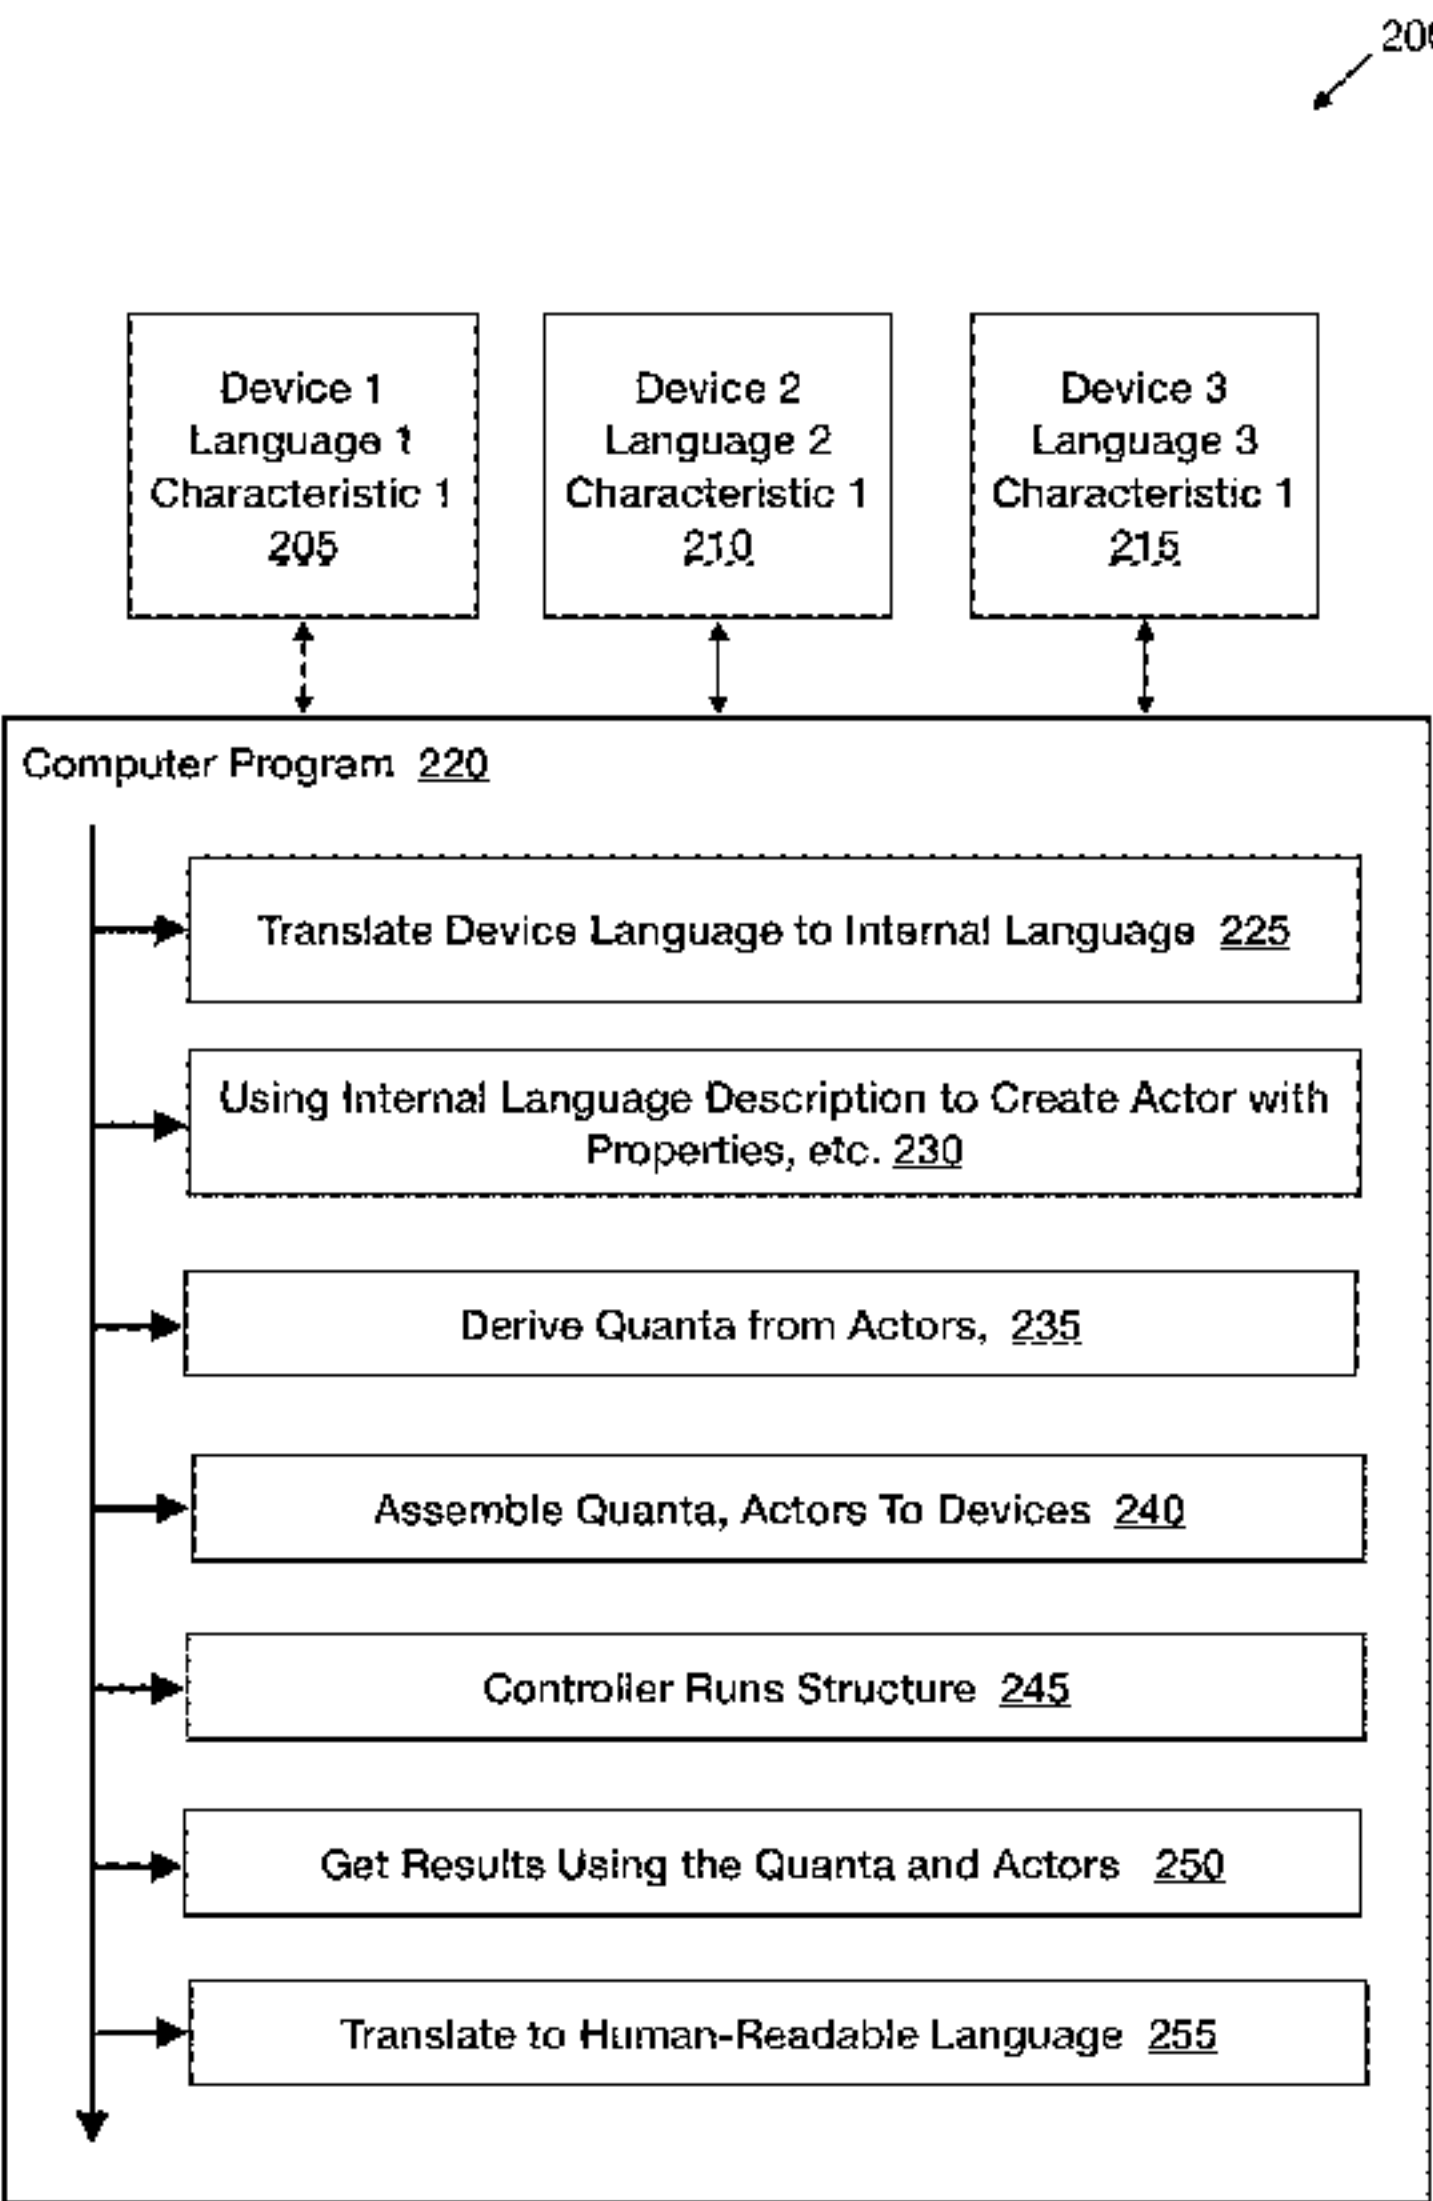 200
Device 1
Language 1
Characteristic 1
205
Device 2
Language 2
Characteristic 1
210
Device 3
Language 3
Characteristic 1
215
Computer Program 220
Translate Device Language to Internal Language 225
Using Internal Language Description to Create Actor with
Properties, etc. 230
Derive Quanta from Actors, 235
Assemble Quanta, Actors To Devices 240
Controller Runs Structure 245
Get Results Using the Quanta and Actors 250
Translate to Human-Readable Language 255